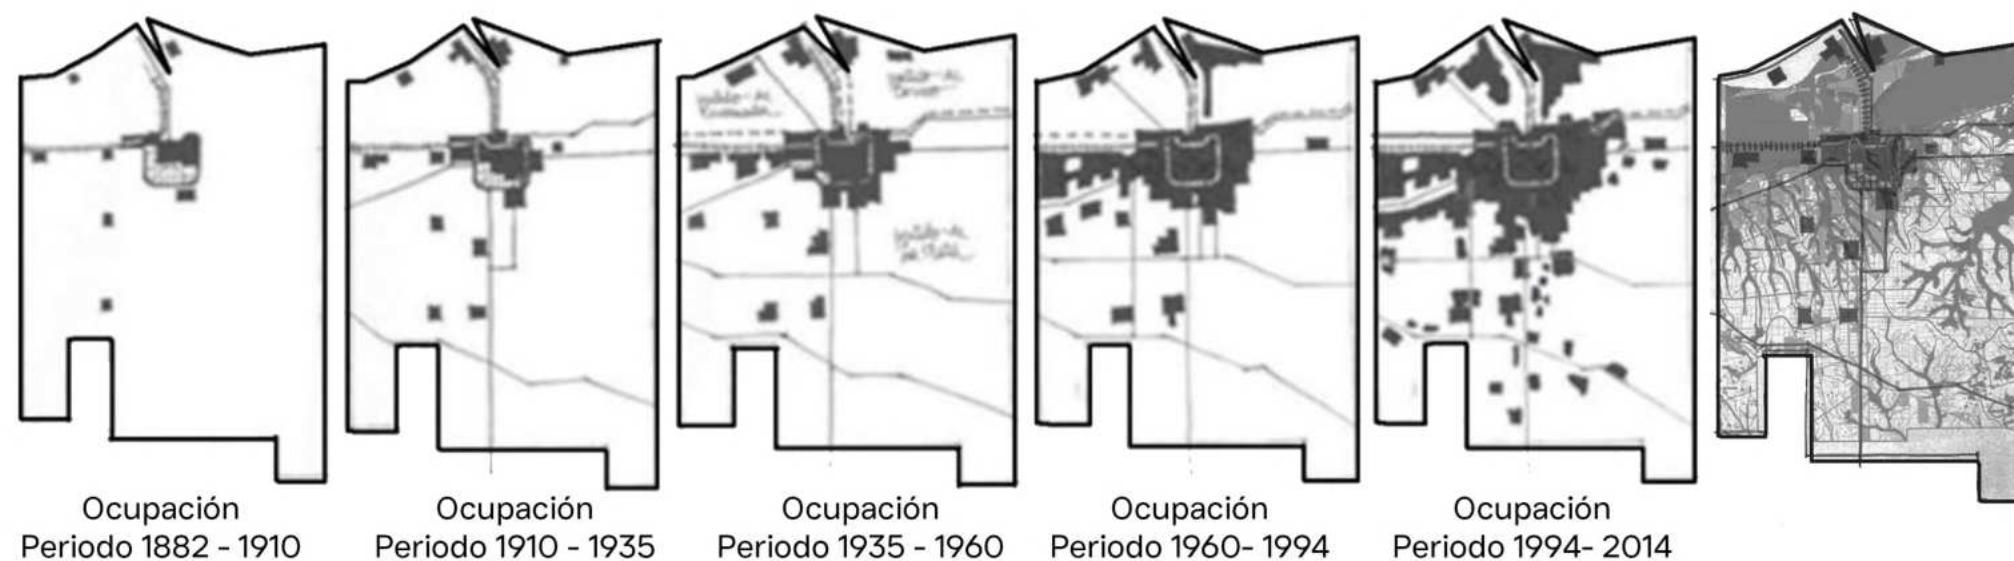 Ocupación
Periodo 1882 - 1910
Ocupación
Periodo 1910 - 1935
Ocupación
Periodo 1935 - 1960
Ocupación
Periodo 1960- 1994
Ocupación
Periodo 1994- 2014